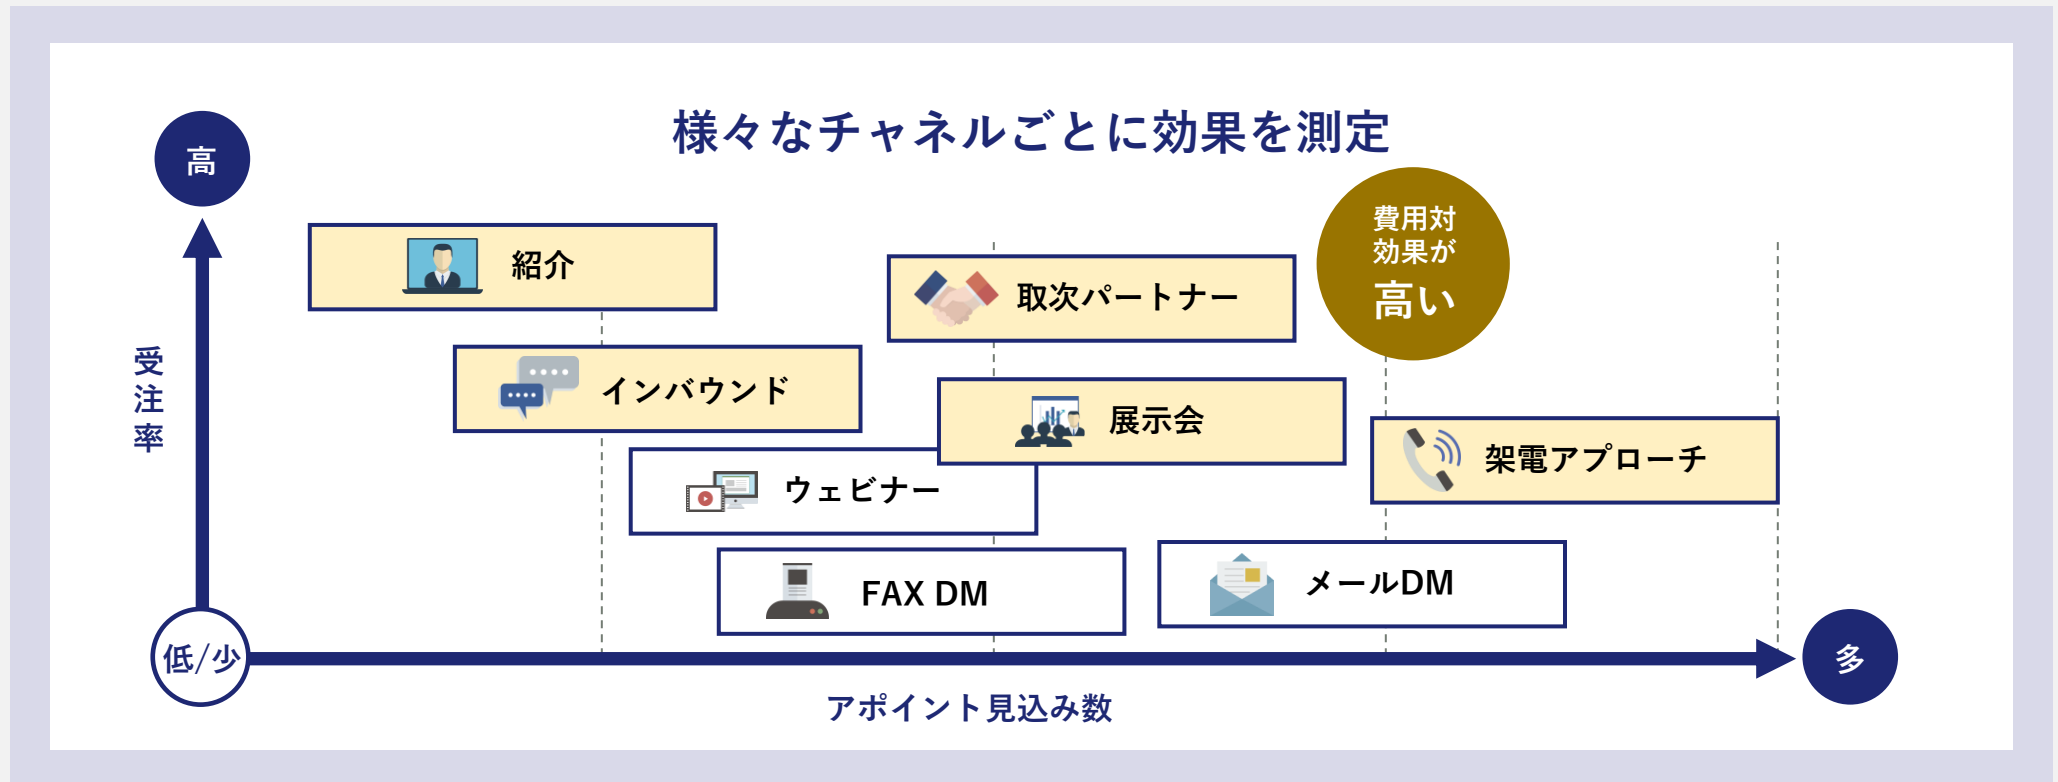 様々なチャネルごとに効果を測定
高
費用対
効果が
高い
紹介
取次パートナー
受注率
インバウンド
展示会
架電アプローチ
ウェビナー
FAX DM
メールDM
低/少
多
アポイント見込み数